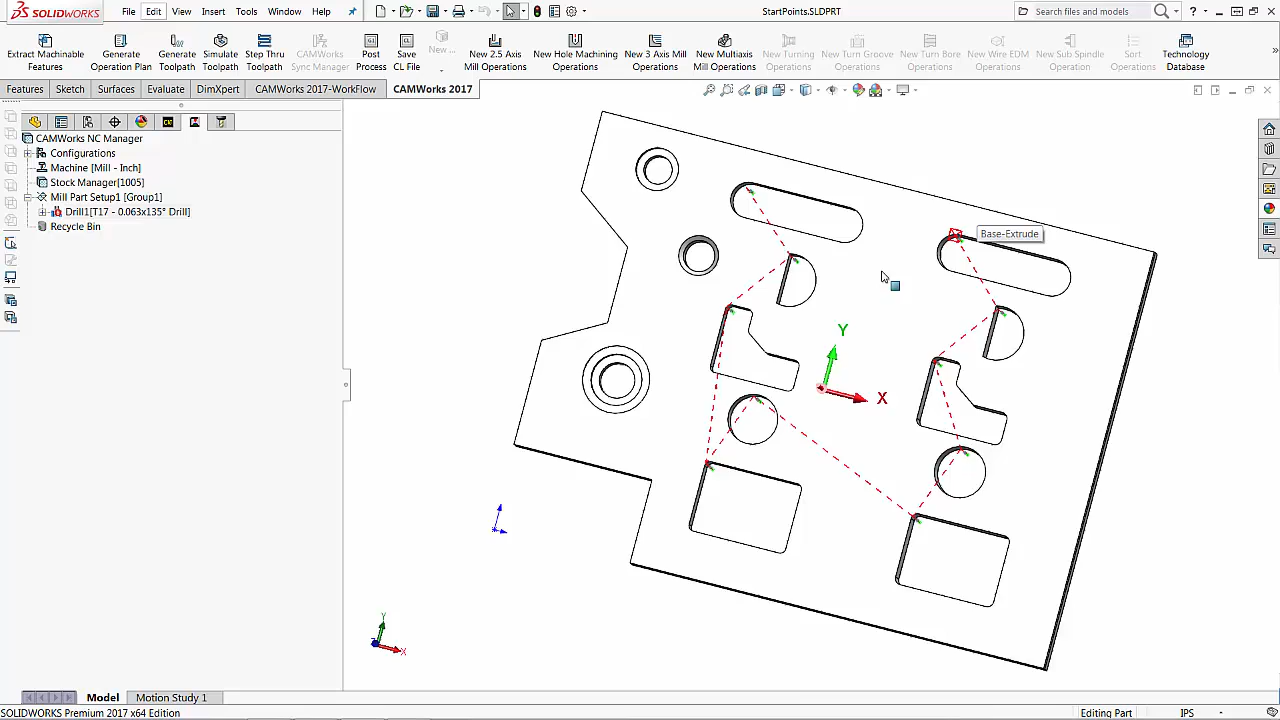 SOLIDWORKS File Edit View Insert Tools Window Help StartPoints.SLDPRT Search files and models
Extract Machinable Features
Generate Operation Plan
Generate Toolpath
Simulate Toolpath
Step Thru Toolpath
CAMWorks Sync Manager
Post Process
Save CL File
New ...
New 2.5 Axis Mill Operations
New Hole Machining Operations
New 3 Axis Mill Operations
New Multiaxis Mill Operations
New Turning Operations
New Turn Groove Operations
New Turn Bore Operations
New Wire EDM Operations
New Sub Spindle Operations
Sort Operations
Technology Database
Features Sketch Surfaces Evaluate DimXpert CAMWorks 2017-WorkFlow CAMWorks 2017
CAMWorks NC Manager
Configurations
Machine [Mill - Inch]
Stock Manager[1005]
Mill Part Setup1 [Group1]
Drill1[T17 - 0.063x135° Drill]
Recycle Bin
Base-Extrude
Y
X
Y
X
Model Motion Study 1
SOLIDWORKS Premium 2017 x64 Edition Editing Part IPS